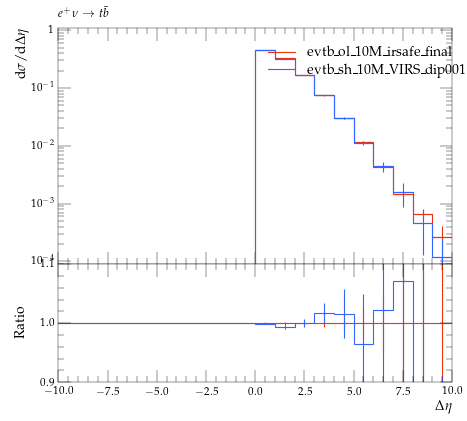 e⁺ν → tb̄
dσ/dΔη
1
10⁻¹
10⁻²
10⁻³
10⁻⁴
evtb_ol_10M_irsafe_final
evtb_sh_10M_VIRS_dip001
Ratio
1.1
1.0
0.9
−10.0 −7.5 −5.0 −2.5 0.0 2.5 5.0 7.5 10.0
Δη